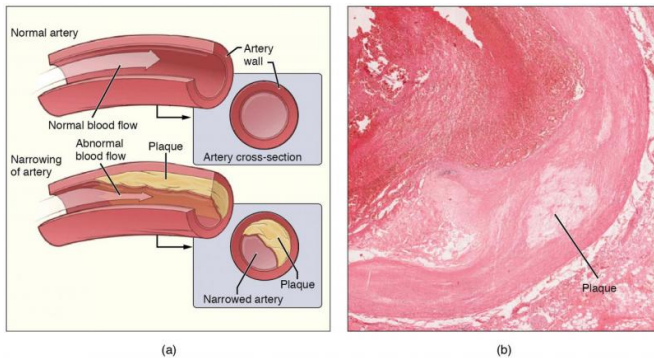 Normal artery
Artery
wall
Normal blood flow
Artery cross-section
Abnormal
blood flow
Plaque
Narrowing
of artery
Plaque
Narrowed artery
Plaque
(a)
(b)